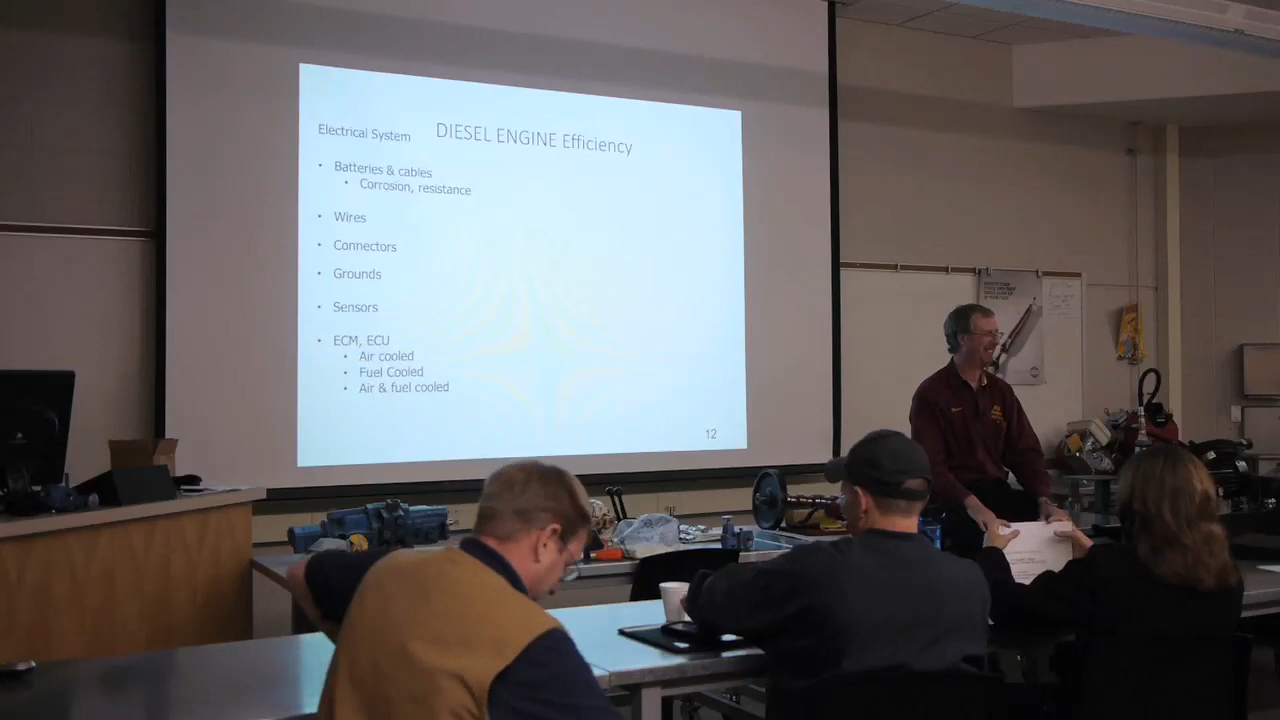 Electrical System
DIESEL ENGINE Efficiency
• Batteries & cables
• Corrosion, resistance
• Wires
• Connectors
• Grounds
• Sensors
• ECM, ECU
• Air cooled
• Fuel Cooled
• Air & fuel cooled
12